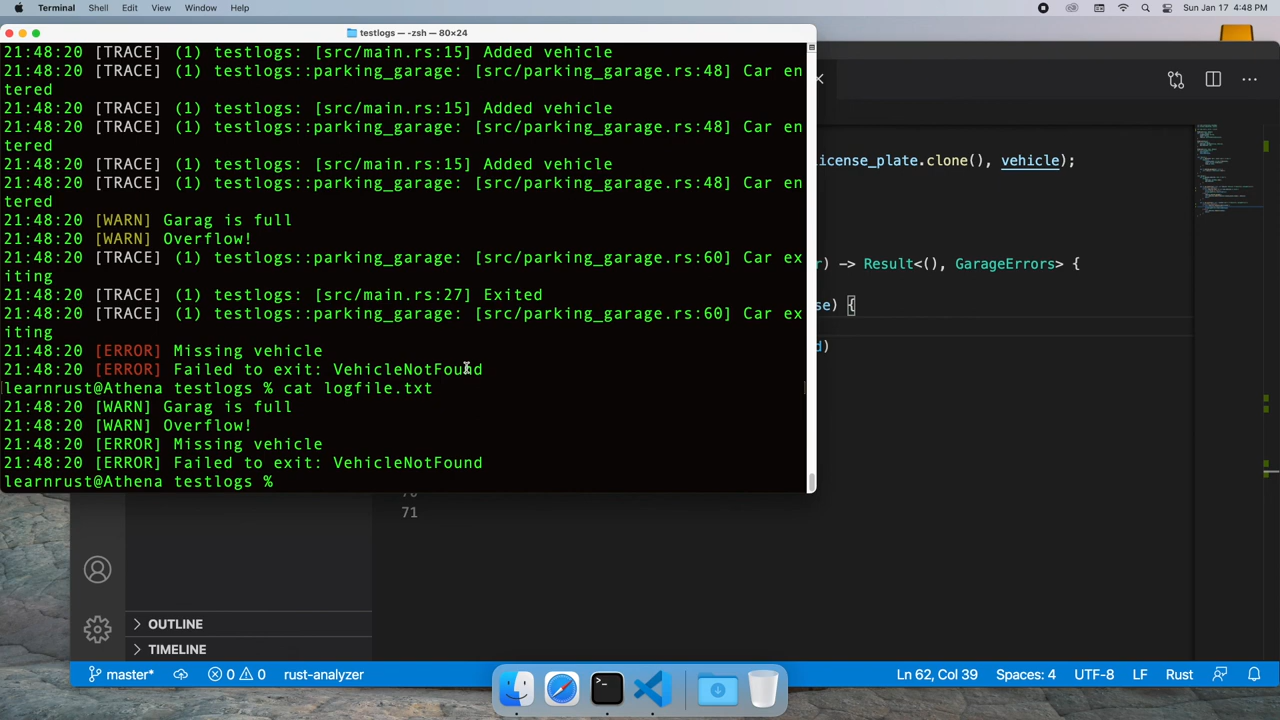 Terminal Shell Edit View Window Help Sun Jan 17 4:48 PM
testlogs — -zsh — 80×24
21:48:20 [TRACE] (1) testlogs: [src/main.rs:15] Added vehicle
21:48:20 [TRACE] (1) testlogs::parking_garage: [src/parking_garage.rs:48] Car en
tered
21:48:20 [TRACE] (1) testlogs: [src/main.rs:15] Added vehicle
21:48:20 [TRACE] (1) testlogs::parking_garage: [src/parking_garage.rs:48] Car en
tered
21:48:20 [TRACE] (1) testlogs: [src/main.rs:15] Added vehicle
21:48:20 [TRACE] (1) testlogs::parking_garage: [src/parking_garage.rs:48] Car en
tered
21:48:20 [WARN] Garag is full
21:48:20 [WARN] Overflow!
21:48:20 [TRACE] (1) testlogs::parking_garage: [src/parking_garage.rs:60] Car ex
iting
21:48:20 [TRACE] (1) testlogs: [src/main.rs:27] Exited
21:48:20 [TRACE] (1) testlogs::parking_garage: [src/parking_garage.rs:60] Car ex
iting
21:48:20 [ERROR] Missing vehicle
21:48:20 [ERROR] Failed to exit: VehicleNotFound
learnrust@Athena testlogs % cat logfile.txt
21:48:20 [WARN] Garag is full
21:48:20 [WARN] Overflow!
21:48:20 [ERROR] Missing vehicle
21:48:20 [ERROR] Failed to exit: VehicleNotFound
learnrust@Athena testlogs %
license_plate.clone(), vehicle);
r) -> Result<(), GarageErrors> {
se) {
d)
70
71
OUTLINE
TIMELINE
master* 0 0 rust-analyzer Ln 62, Col 39 Spaces: 4 UTF-8 LF Rust